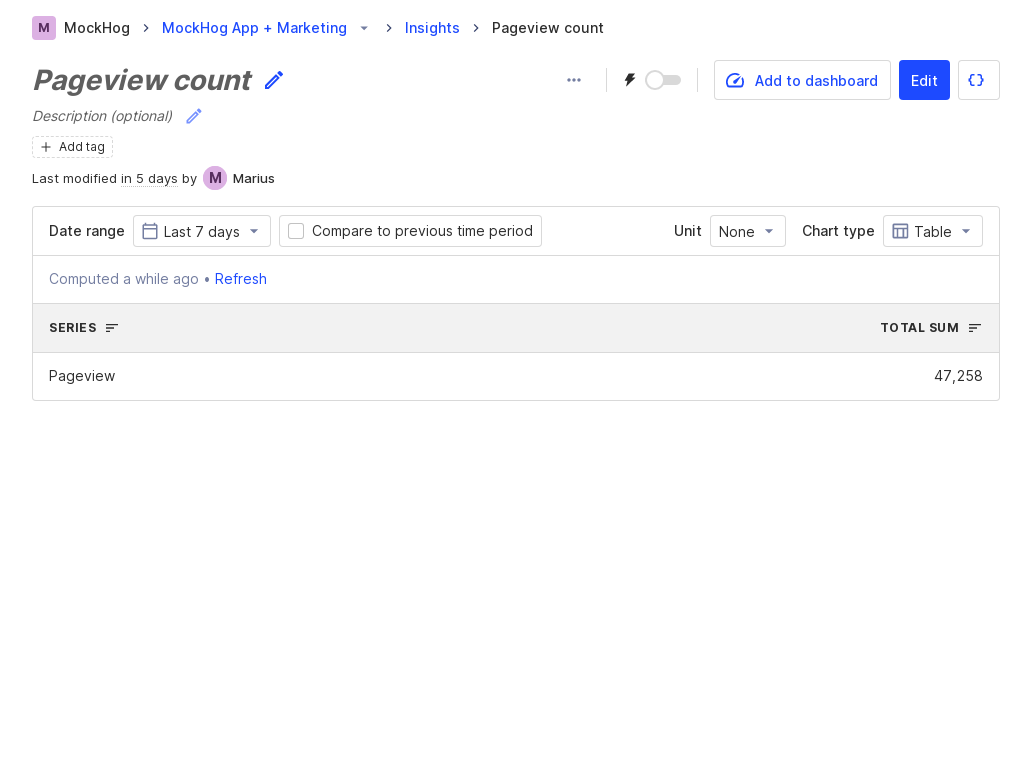 M MockHog MockHog App + Marketing Insights Pageview count
Pageview count
Add to dashboard Edit {}
Description (optional)
+ Add tag
Last modified in 5 days by M Marius
Date range Last 7 days Compare to previous time period Unit None Chart type Table
Computed a while ago • Refresh
SERIES TOTAL SUM
Pageview 47,258